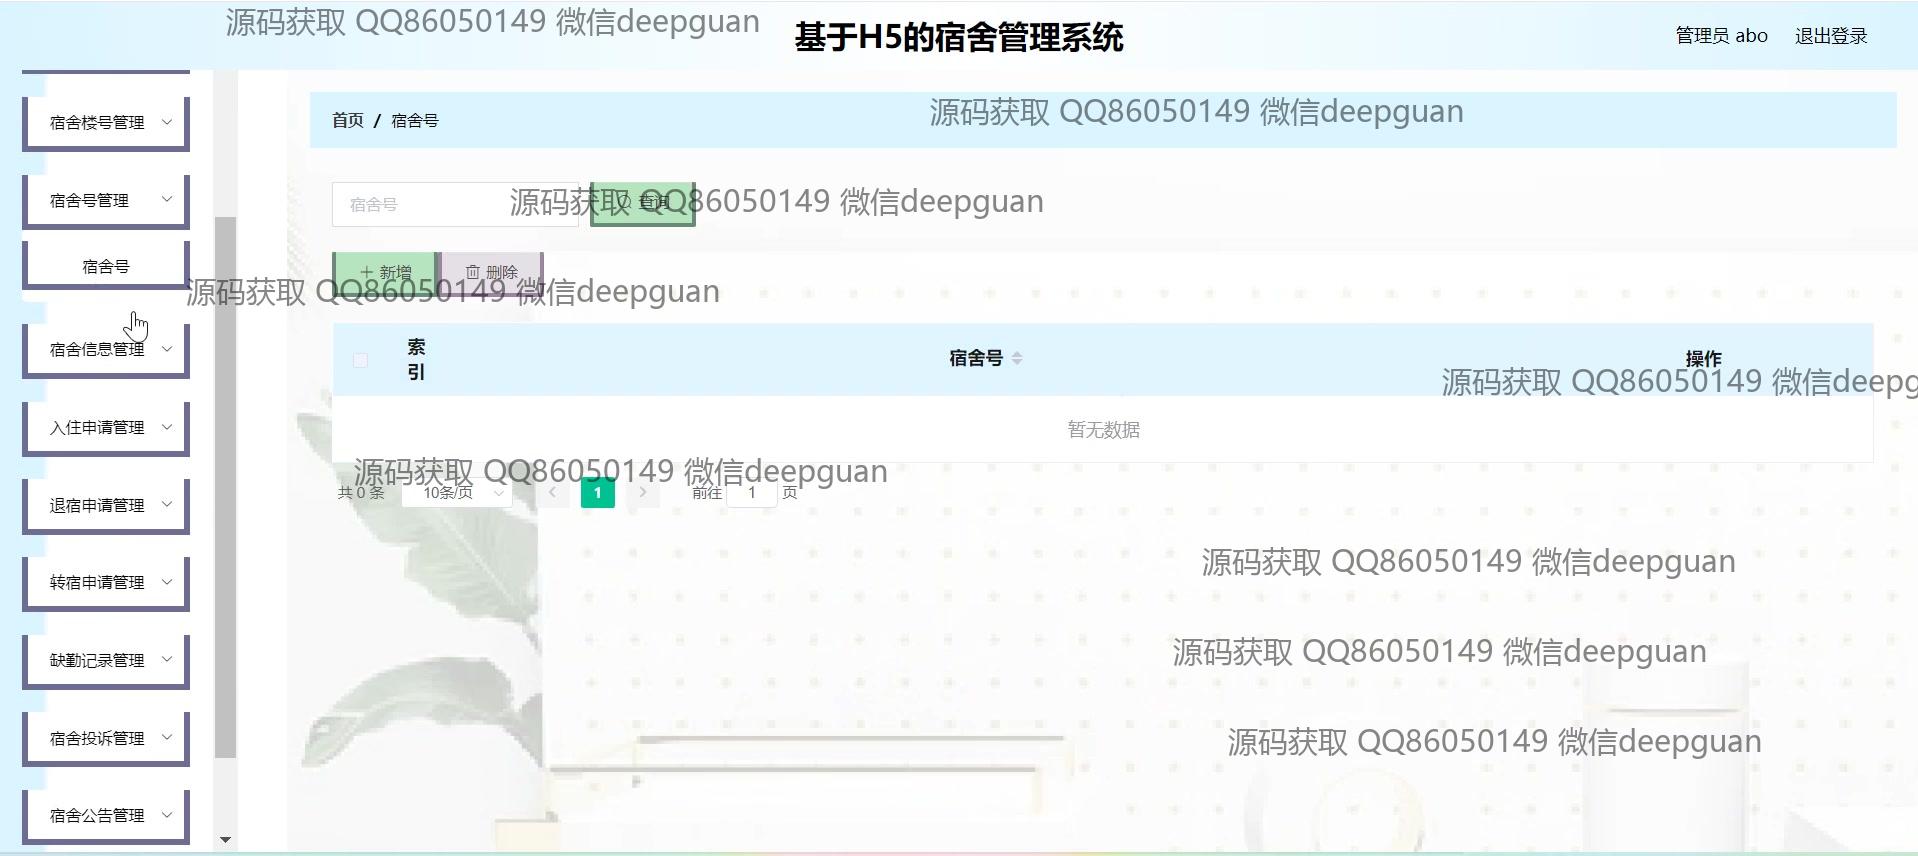 源码获取 QQ86050149 微信deepguan
基于H5的宿舍管理系统
管理员 abo 退出登录
宿舍楼号管理
首页 / 宿舍号
源码获取 QQ86050149 微信deepguan
宿舍号管理
宿舍号
查询
源码获取 QQ86050149 微信deepguan
宿舍号
新增 删除
源码获取 QQ86050149 微信deepguan
宿舍信息管理
索引 宿舍号 操作
源码获取 QQ86050149 微信deepg
入住申请管理
暂无数据
源码获取 QQ86050149 微信deepguan
共 0 条 10条/页 1 前往 1 页
退宿申请管理
源码获取 QQ86050149 微信deepguan
转宿申请管理
源码获取 QQ86050149 微信deepguan
缺勤记录管理
宿舍投诉管理
源码获取 QQ86050149 微信deepguan
宿舍公告管理